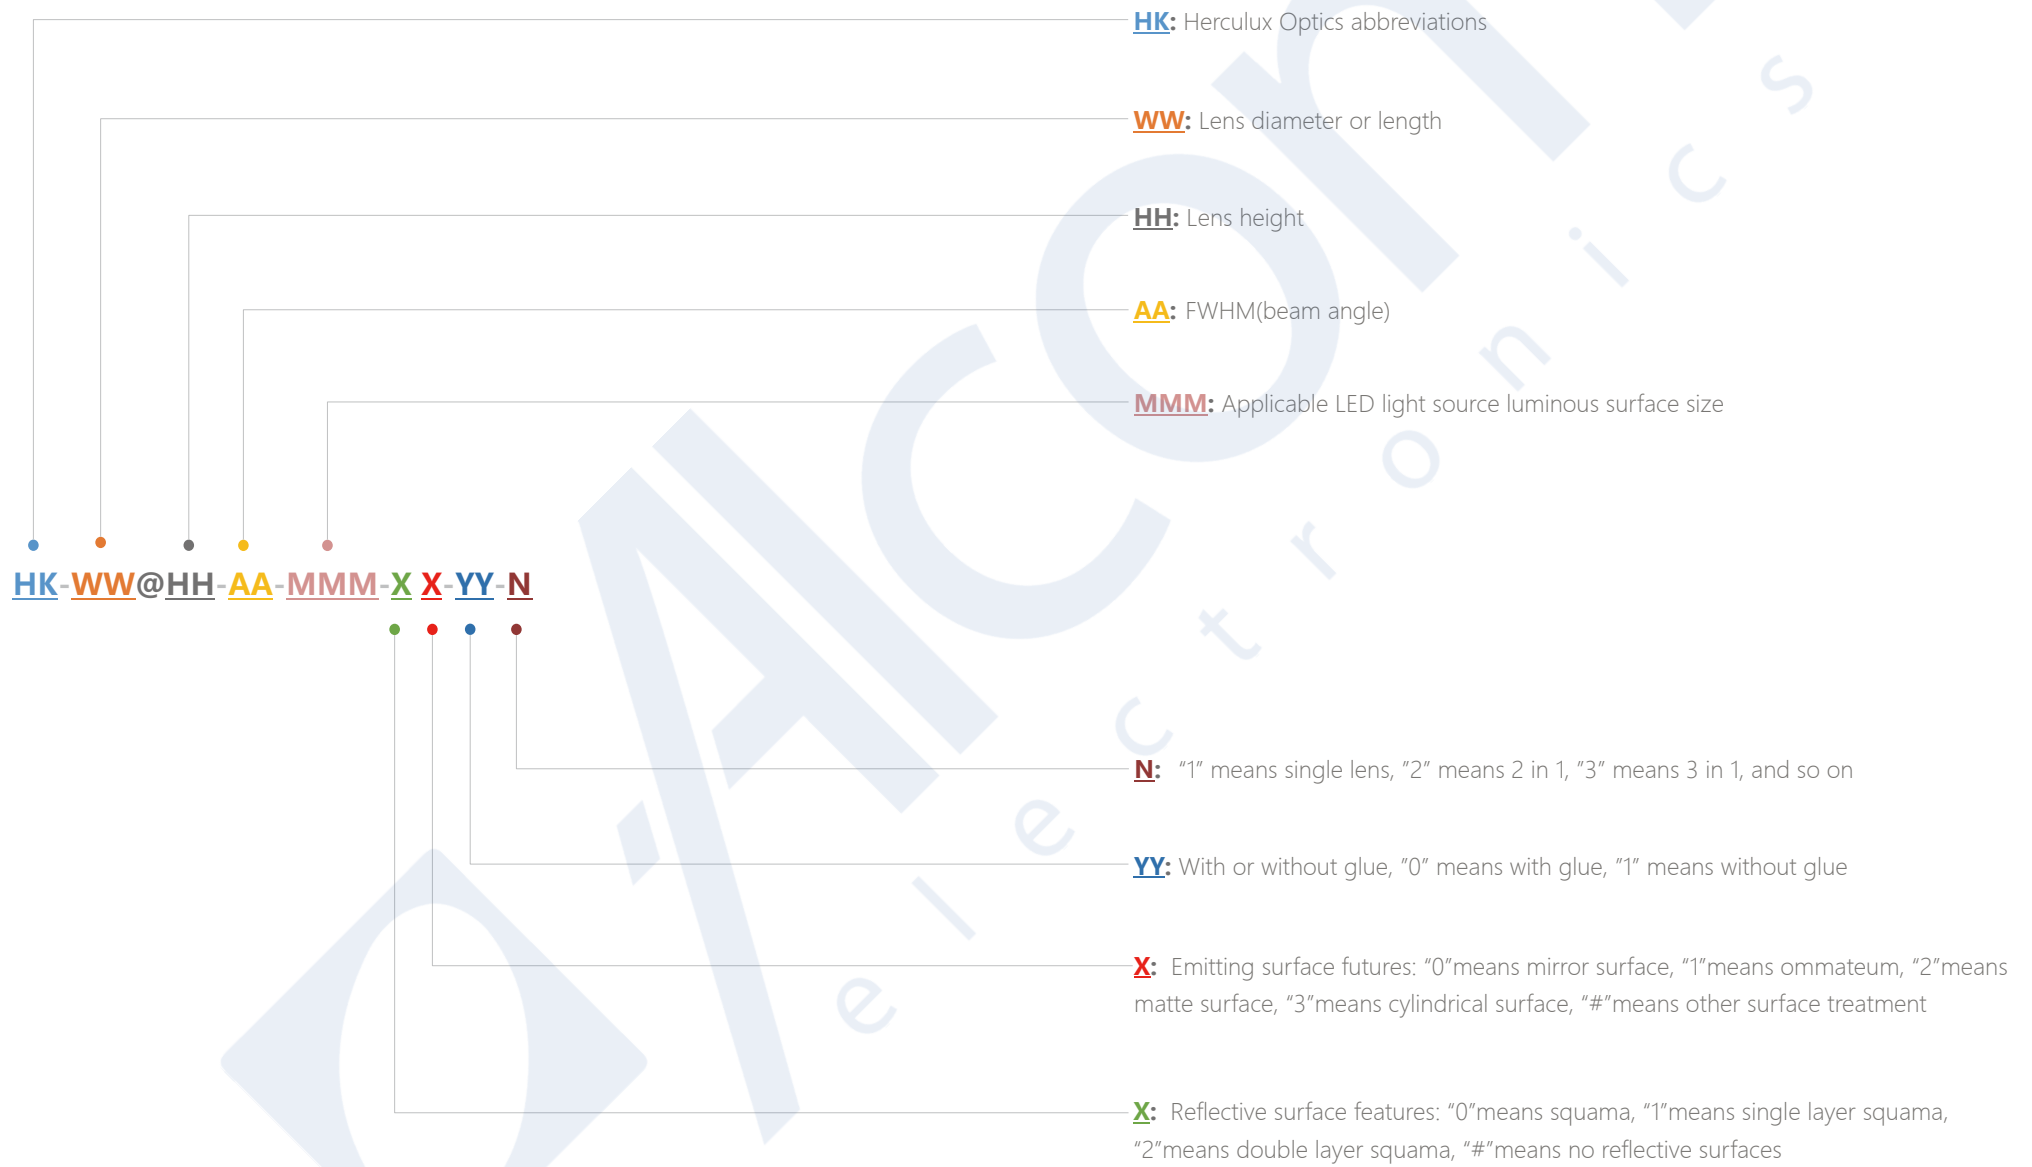 HK: Herculux Optics abbreviations
WW: Lens diameter or length
HH: Lens height
AA: FWHM(beam angle)
MMM: Applicable LED light source luminous surface size
HK-WW@HH-AA-MMM-X X-YY-N
N: “1” means single lens, ”2” means 2 in 1, ”3” means 3 in 1, and so on
YY: With or without glue, ”0” means with glue, ”1” means without glue
X: Emitting surface futures: “0”means mirror surface, “1”means ommateum, “2”means
matte surface, “3”means cylindrical surface, “#”means other surface treatment
X: Reflective surface features: “0”means squama, “1”means single layer squama,
“2”means double layer squama, “#”means no reflective surfaces
electronics